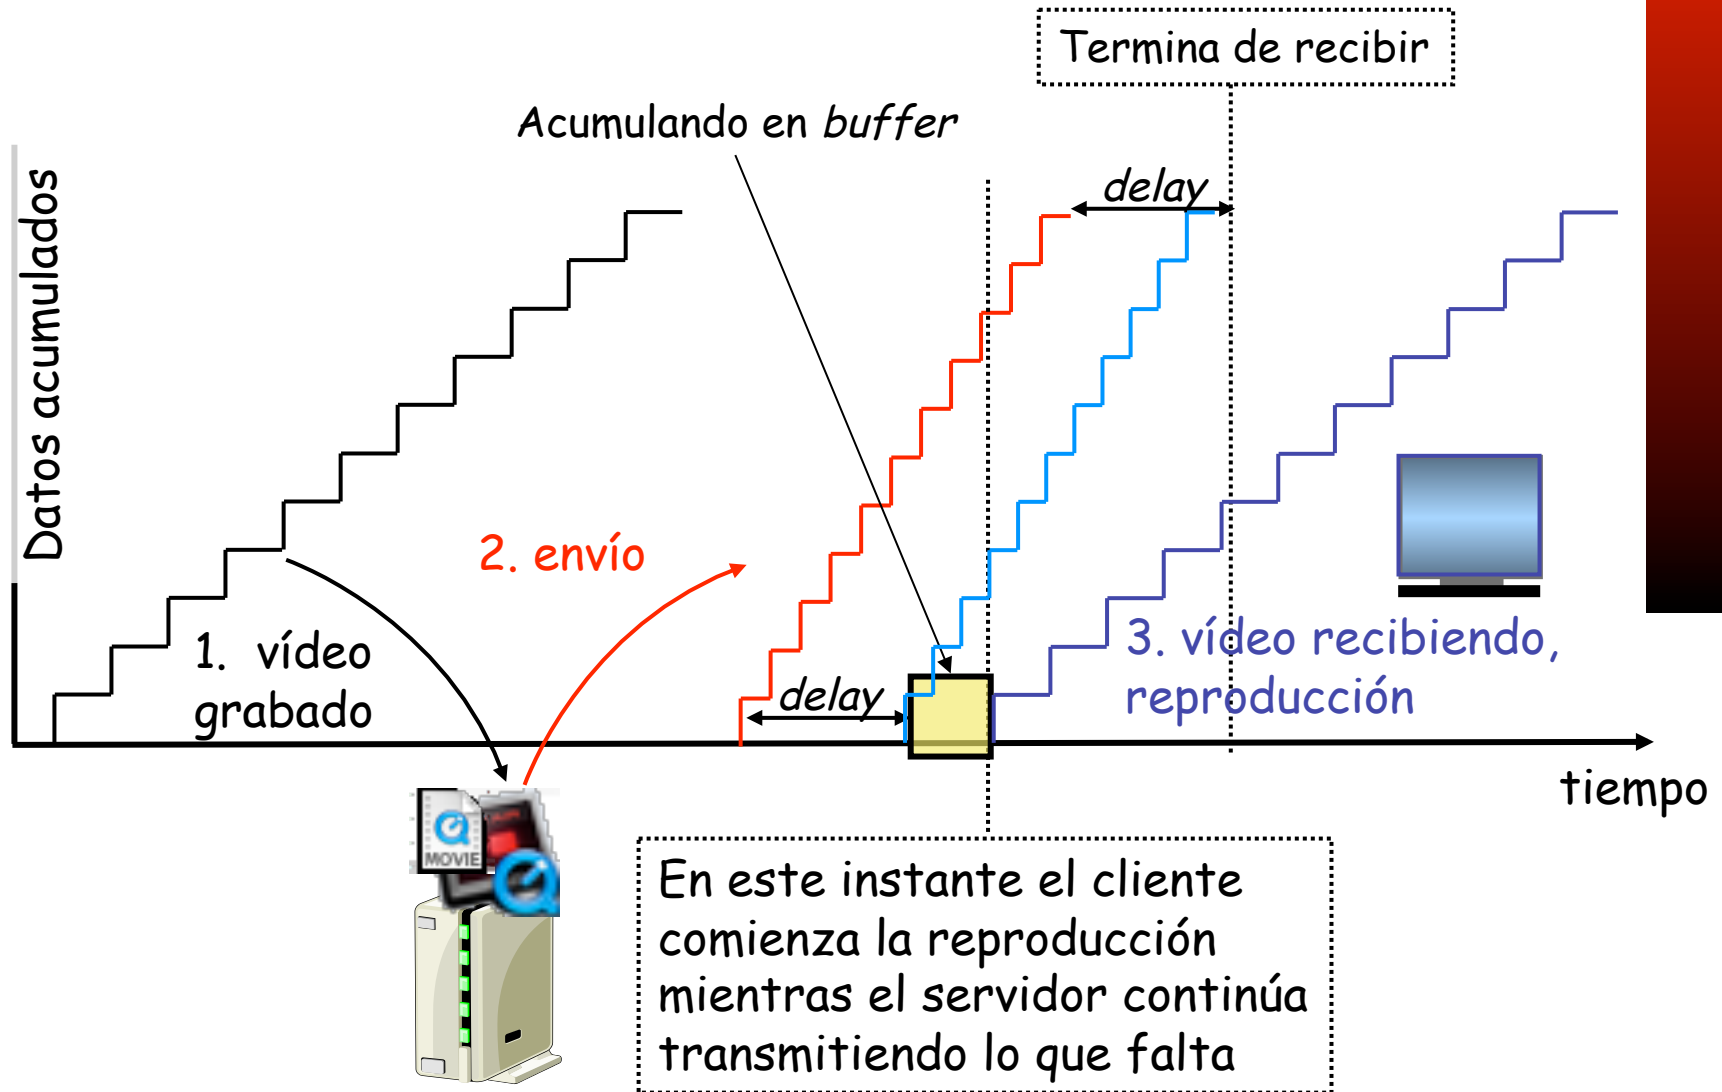 Termina de recibir
Acumulando en buffer
delay
Datos acumulados
2. envío
1. vídeo
grabado
delay
3. vídeo recibiendo,
reproducción
tiempo
MOVIE
En este instante el cliente
comienza la reproducción
mientras el servidor continúa
transmitiendo lo que falta